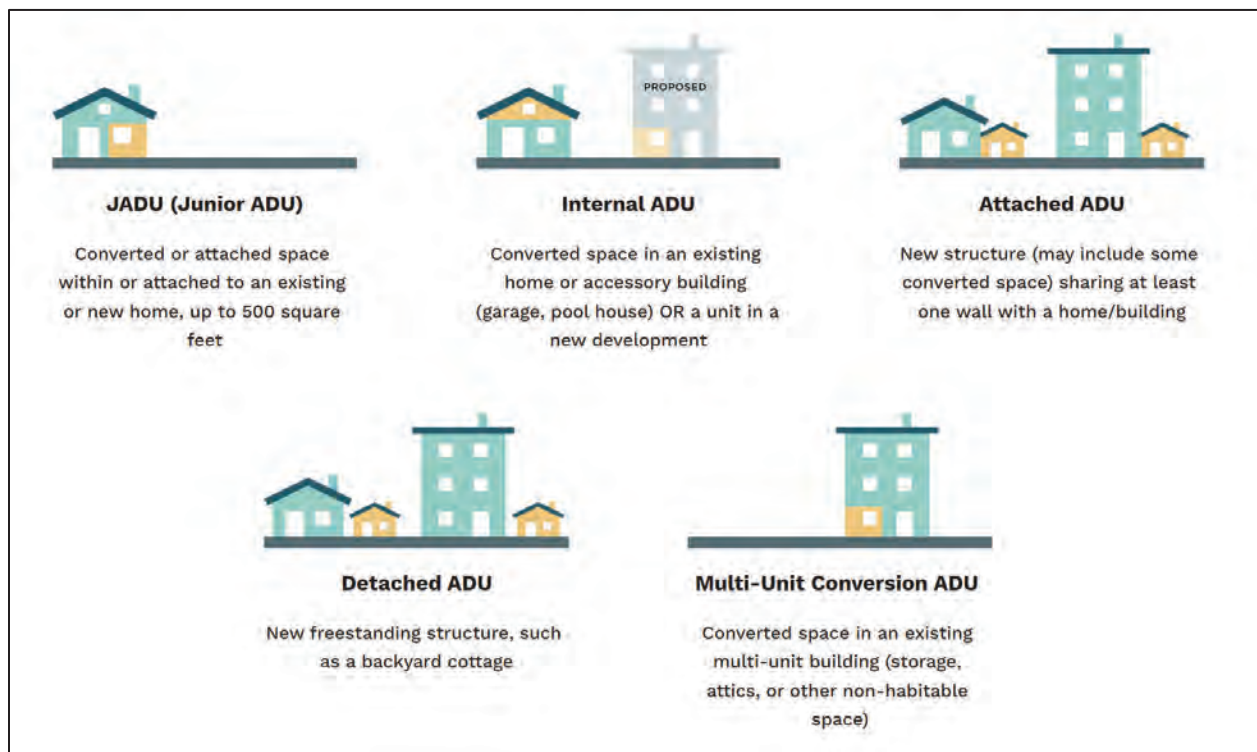 PROPOSED
JADU (Junior ADU)
Converted or attached space
within or attached to an existing
or new home, up to 500 square
feet
Internal ADU
Converted space in an existing
home or accessory building
(garage, pool house) OR a unit in a
new development
Attached ADU
New structure (may include some
converted space) sharing at least
one wall with a home/building
Detached ADU
New freestanding structure, such
as a backyard cottage
Multi-Unit Conversion ADU
Converted space in an existing
multi-unit building (storage,
attics, or other non-habitable
space)